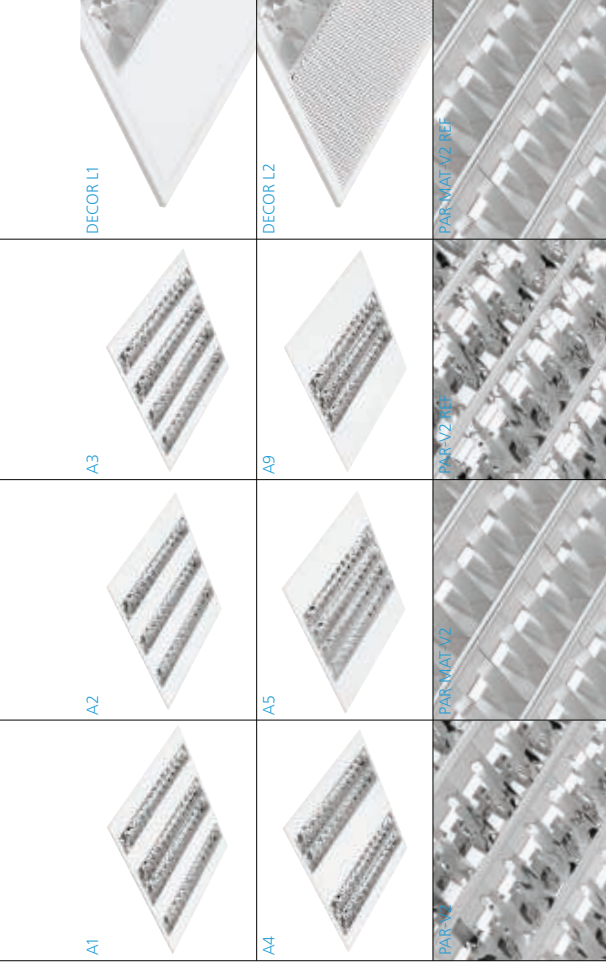 A1
A2
A3
DECOR L1
A4
A5
A9
DECOR L2
PAR-V2
PAR-MAT-V2
PAR-V2 REF
PAR-MAT-V2 REF